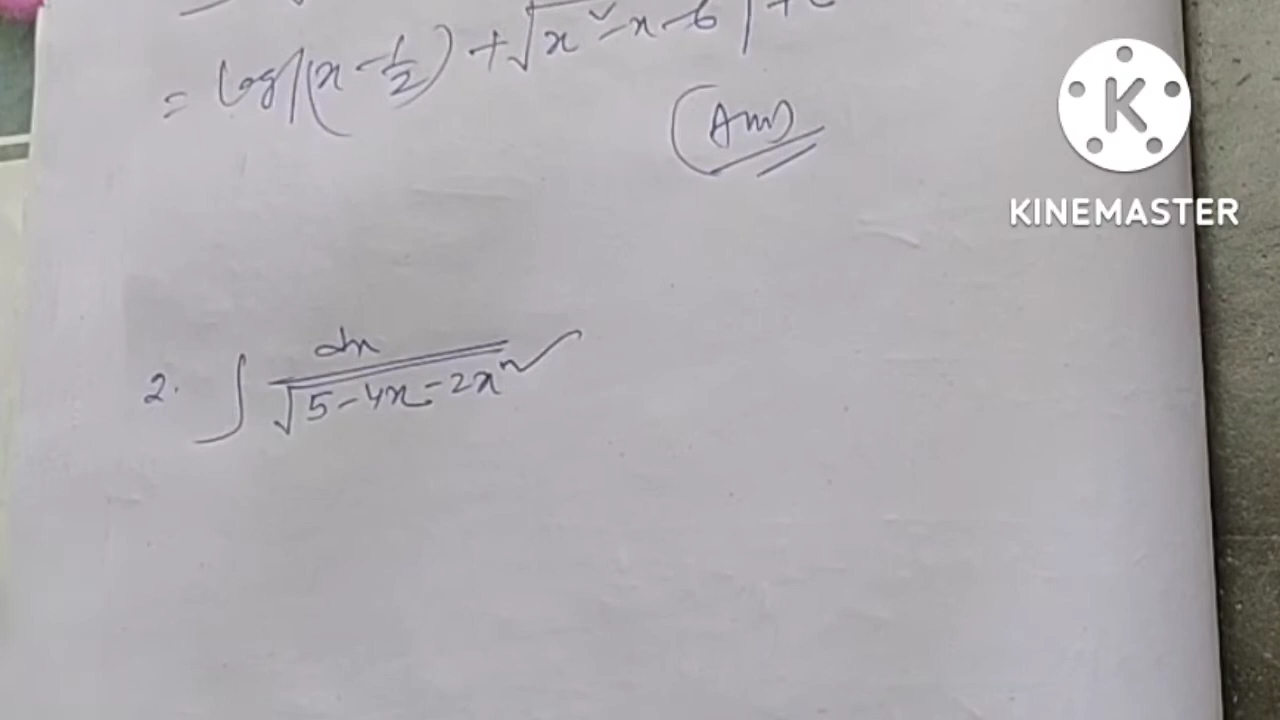 = log|(x - 1/2) + √x² - x - 6| + c
(Ans)
K
KINEMASTER
2. ∫ dx / √5 - 4x - 2x²